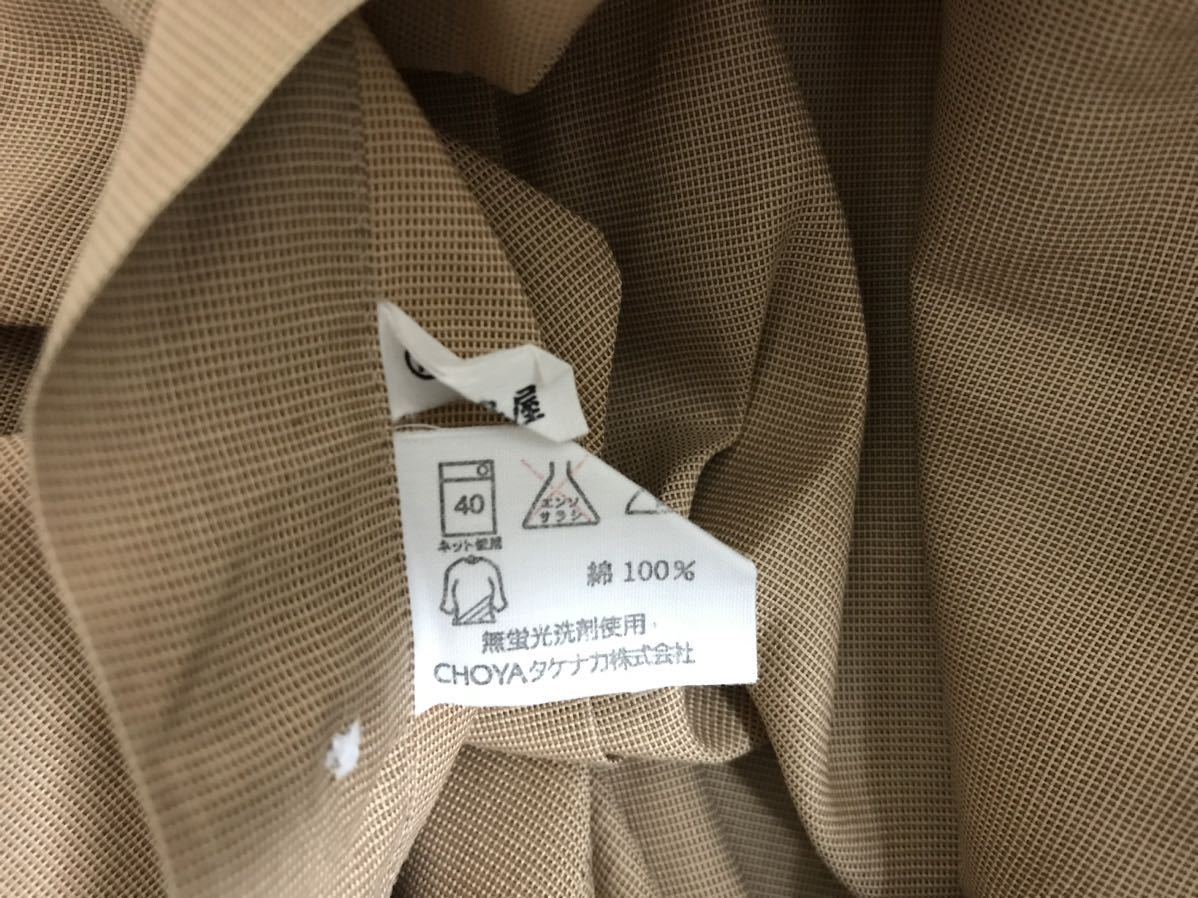 屋
40
エンソ
サラシ
ネット使用
綿 100%
無蛍光洗剤使用
CHOYAタケナカ株式会社